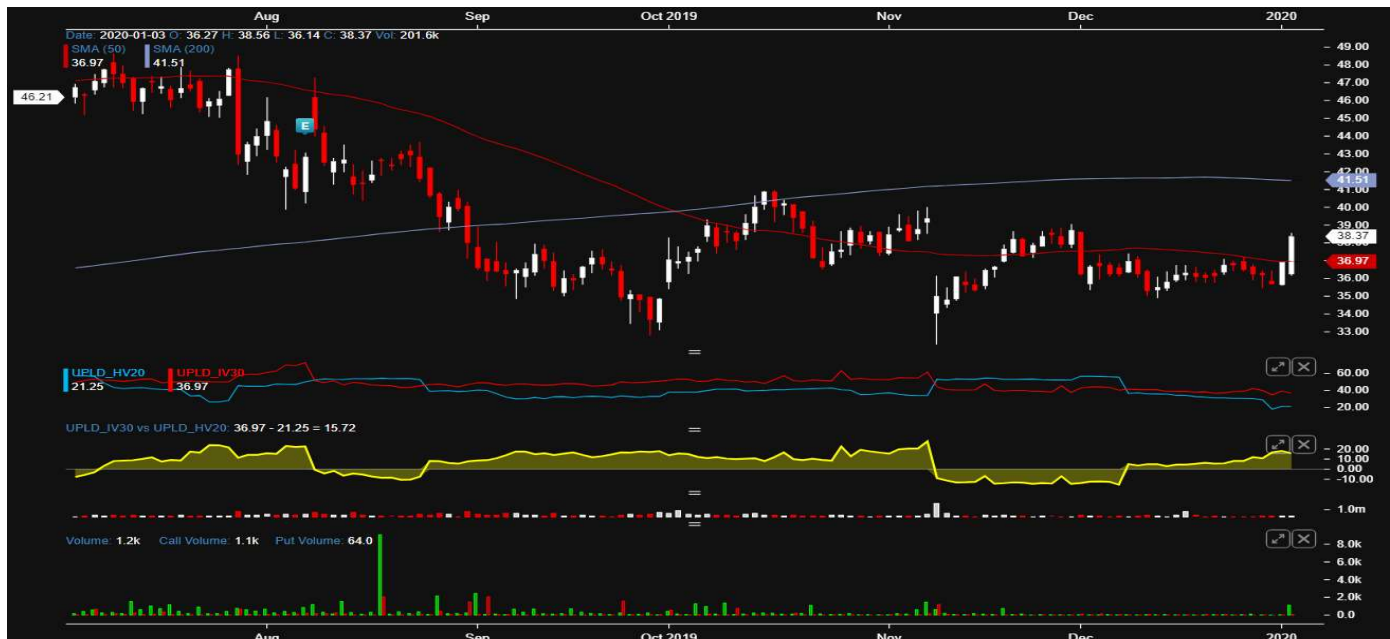 Aug Sep Oct 2019 Nov Dec 2020
Date: 2020-01-03 O: 36.27 H: 38.56 L: 36.14 C: 38.37 Vol: 201.6k
SMA (50) SMA (200)
36.97 41.51
49.00
48.00
47.00
46.21
46.00
45.00
E
44.00
43.00
42.00
41.51
41.00
40.00
39.00
38.37
38.00
36.97
36.00
35.00
34.00
33.00
UPLD_HV20 UPLD_IV30
21.25 36.97
60.00
40.00
20.00
UPLD_IV30 vs UPLD_HV20: 36.97 - 21.25 = 15.72
20.00
10.00
0.00
-10.00
1.0m
Volume: 1.2k Call Volume: 1.1k Put Volume: 64.0
8.0k
6.0k
4.0k
2.0k
0.0
Aug Sep Oct 2019 Nov Dec 2020